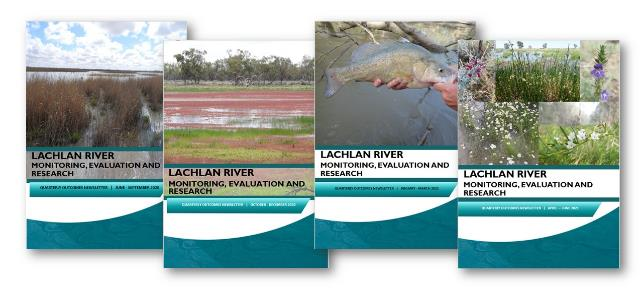 LACHLAN RIVER
MONITORING, EVALUATION AND
RESEARCH
QUARTERLY OUTCOMES NEWSLETTER | JUNE - SEPTEMBER 2020
LACHLAN RIVER
MONITORING, EVALUATION AND
RESEARCH
QUARTERLY OUTCOMES NEWSLETTER | OCTOBER - DECEMBER 2020
LACHLAN RIVER
MONITORING, EVALUATION AND
RESEARCH
QUARTERLY OUTCOMES NEWSLETTER | JANUARY - MARCH
LACHLAN RIVER
MONITORING, EVALUATION AND
RESEARCH
QUARTERLY OUTCOMES NEWSLETTER | APRIL - JUNE